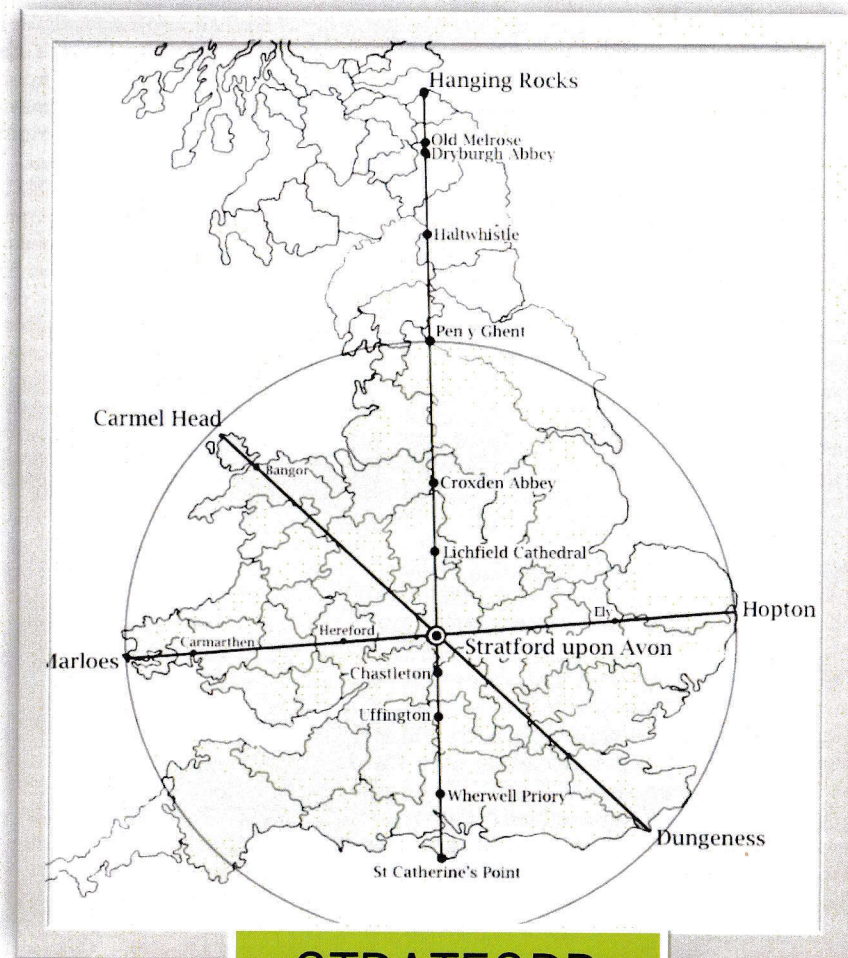 Hanging Rocks
Old Melrose
Dryburgh Abbey
Haltwhistle
Pen y Ghent
Carmel Head
Bangor
Croxden Abbey
Lichfield Cathedral
Ely
Hopton
Hereford
Carmarthen
Marloes
Stratford upon Avon
Chastleton
Uffington
Wherwell Priory
Dungeness
St Catherine's Point